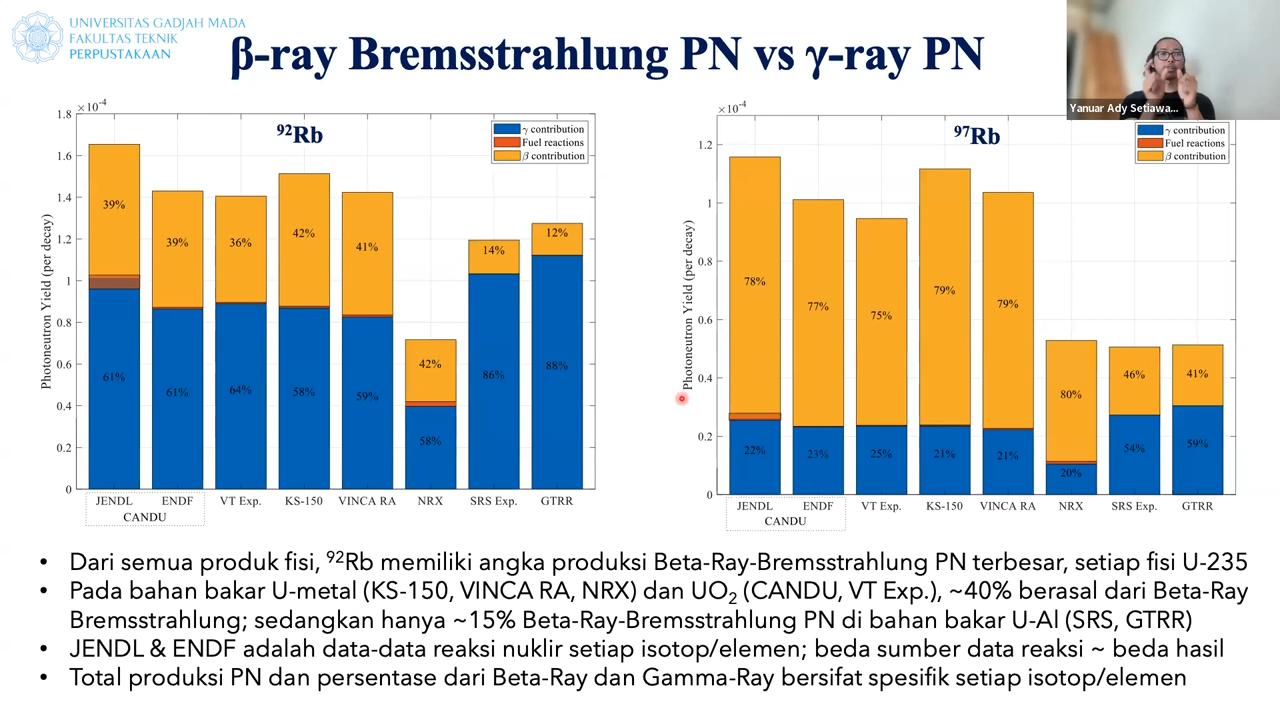 UNIVERSITAS GADJAH MADA
FAKULTAS TEKNIK
PERPUSTAKAAN
β-ray Bremsstrahlung PN vs γ-ray PN
Yanuar Ady Setiawa...
×10⁻⁴
⁹²Rb
γ contribution
Fuel reactions
β contribution
Photoneutron Yield (per decay)
1.8
1.6
1.4
1.2
1
0.8
0.6
0.4
0.2
0
39% 39% 36% 42% 41% 42% 14% 12%
61% 61% 64% 58% 59% 58% 86% 88%
JENDL ENDF VT Exp. KS-150 VINCA RA NRX SRS Exp. GTRR
CANDU
×10⁻⁴
⁹⁷Rb
γ contribution
Fuel reactions
β contribution
Photoneutron Yield (per decay)
1.2
1
0.8
0.6
0.4
0.2
0
78% 77% 75% 79% 79% 80% 46% 41%
22% 23% 25% 21% 21% 20% 54% 59%
JENDL ENDF VT Exp. KS-150 VINCA RA NRX SRS Exp. GTRR
CANDU
• Dari semua produk fisi, ⁹²Rb memiliki angka produksi Beta-Ray-Bremsstrahlung PN terbesar, setiap fisi U-235
• Pada bahan bakar U-metal (KS-150, VINCA RA, NRX) dan UO₂ (CANDU, VT Exp.), ~40% berasal dari Beta-Ray
Bremsstrahlung; sedangkan hanya ~15% Beta-Ray-Bremsstrahlung PN di bahan bakar U-Al (SRS, GTRR)
• JENDL & ENDF adalah data-data reaksi nuklir setiap isotop/elemen; beda sumber data reaksi ~ beda hasil
• Total produksi PN dan persentase dari Beta-Ray dan Gamma-Ray bersifat spesifik setiap isotop/elemen